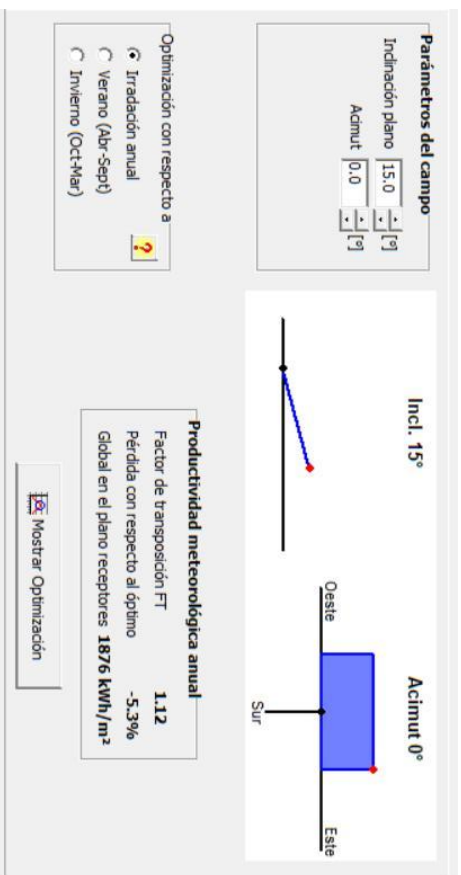 Parámetros del campo
Inclinación plano 15.0 [º]
Acimut 0.0 [º]
Incl. 15°
Acimut 0°
Oeste
Este
Sur
Optimización con respecto a
Irradación anual
Verano (Abr-Sept)
Invierno (Oct-Mar)
?
Productividad meteorológica anual
Factor de transposición FT 1.12
Pérdida con respecto al óptimo -5.3%
Global en el plano receptores 1876 kWh/m²
Mostrar Optimización